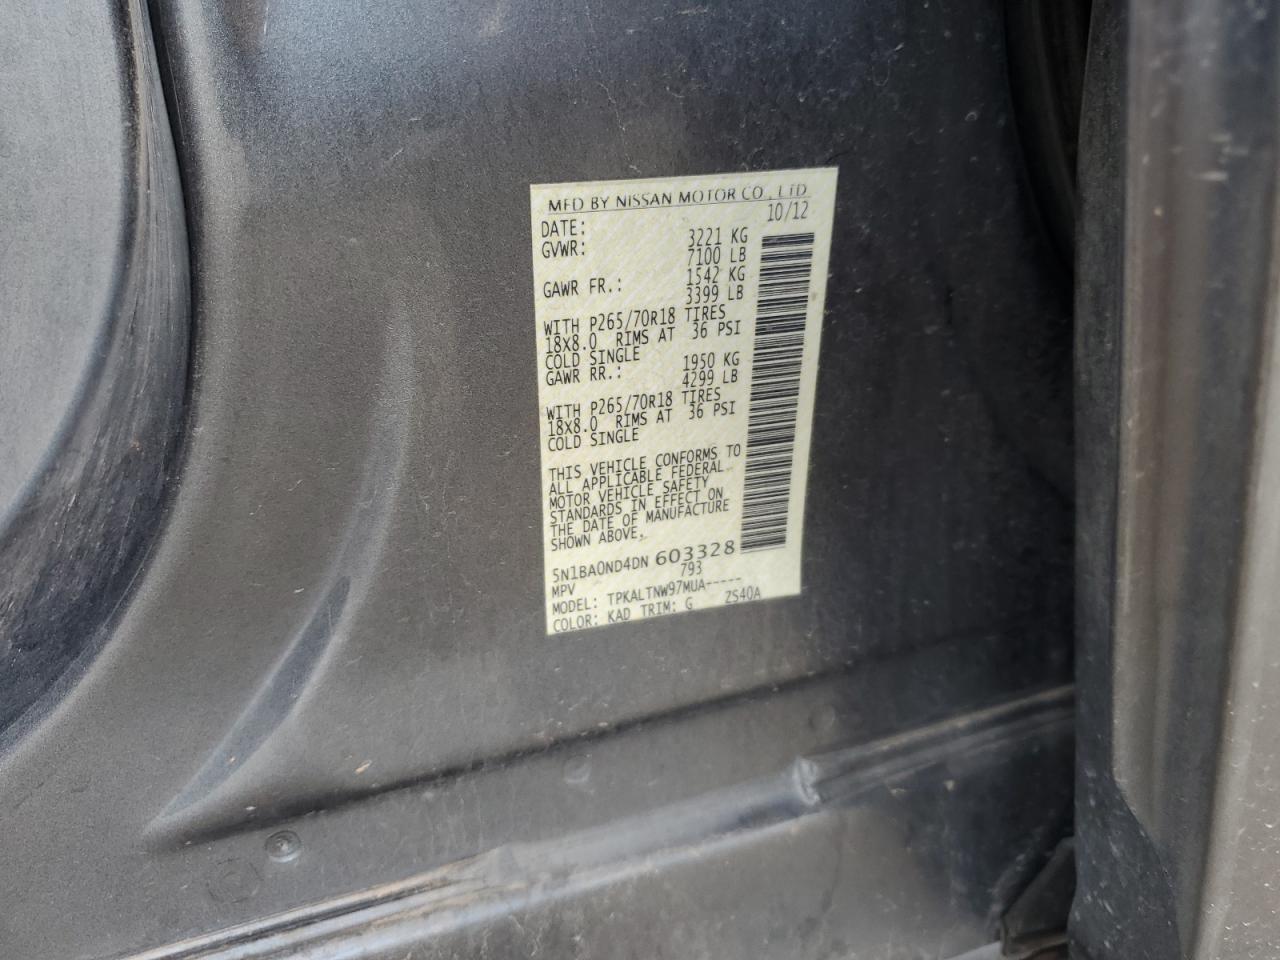 MFD BY NISSAN MOTOR CO., LTD.
DATE: 10/12
GVWR: 3221 KG
7100 LB
GAWR FR.: 1542 KG
3399 LB
WITH P265/70R18 TIRES
18X8.0 RIMS AT 36 PSI
COLD SINGLE
GAWR RR.: 1950 KG
4299 LB
WITH P265/70R18 TIRES
18X8.0 RIMS AT 36 PSI
COLD SINGLE
THIS VEHICLE CONFORMS TO
ALL APPLICABLE FEDERAL
MOTOR VEHICLE SAFETY
STANDARDS IN EFFECT ON
THE DATE OF MANUFACTURE
SHOWN ABOVE.
5N1BA0ND4DN 603328
MPV 793
MODEL: TPKALTNW97MUA-----
COLOR: KAD TRIM: G ZS40A